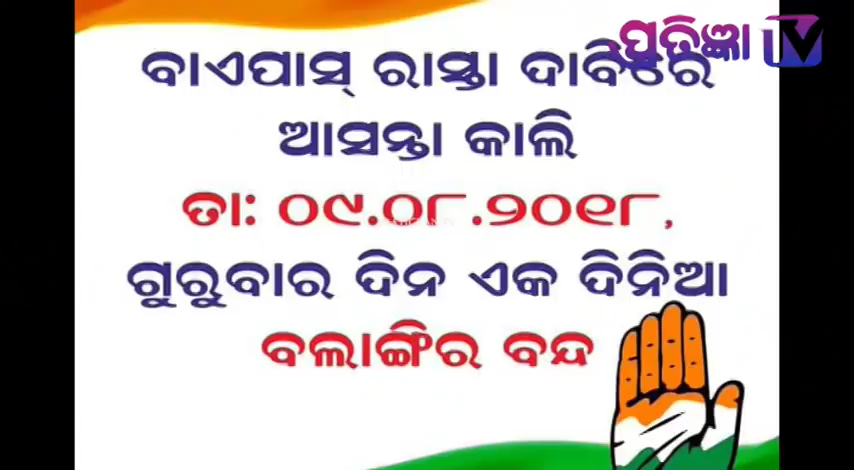 ପ୍ରତିଜ୍ଞା TV
ବାଏପାସ୍ ରାସ୍ତା ଦାବିରେ
ଆସନ୍ତା କାଲି
ତା: ୦୯.୦୮.୨୦୧୮,
ଗୁରୁବାର ଦିନ ଏକ ଦିନିଆ
ବଲାଙ୍ଗିର ବନ୍ଦ